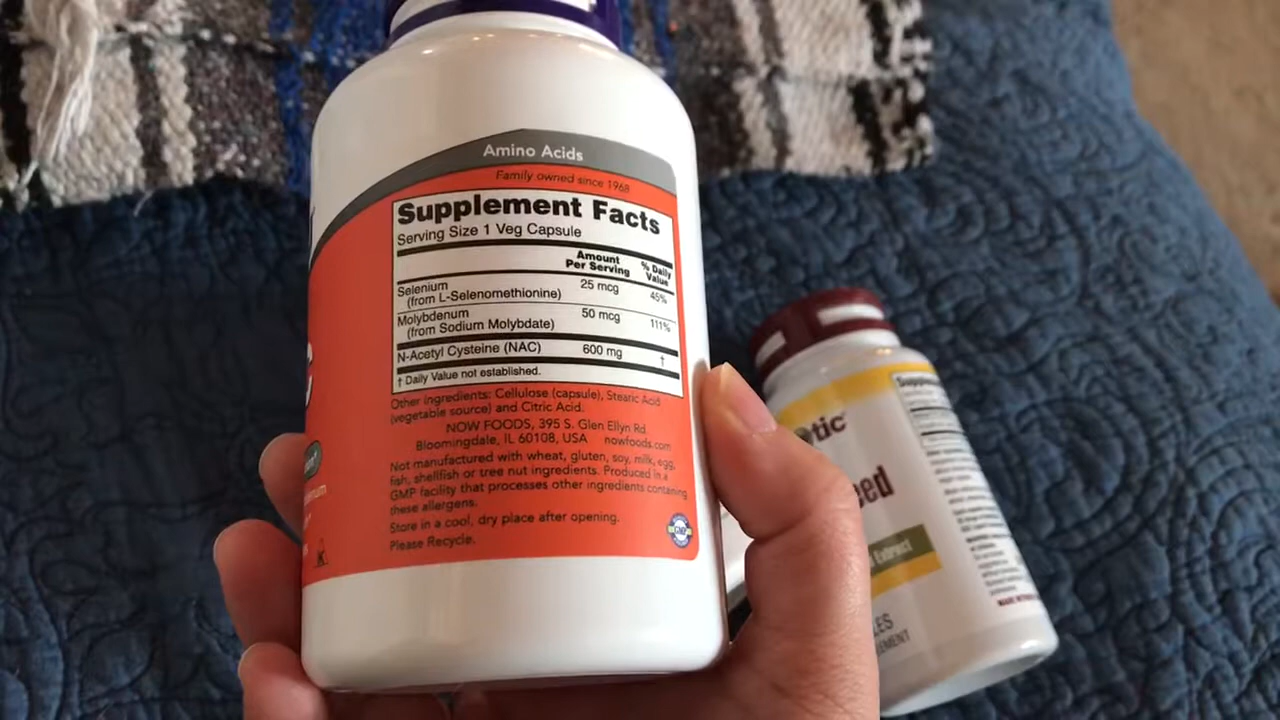 Amino Acids
Family owned since 1968
Supplement Facts
Serving Size 1 Veg Capsule
Amount Per Serving
% Daily Value
Selenium 25 mcg 45%
(from L-Selenomethionine)
Molybdenum 50 mcg 111%
(from Sodium Molybdate)
N-Acetyl Cysteine (NAC) 600 mg †
† Daily Value not established.
Other ingredients: Cellulose (capsule), Stearic Acid
(vegetable source) and Citric Acid.
NOW FOODS, 395 S. Glen Ellyn Rd.
Bloomingdale, IL 60108, USA nowfoods.com
Not manufactured with wheat, gluten, soy, milk, egg,
fish, shellfish or tree nut ingredients. Produced in a
GMP facility that processes other ingredients containing
these allergens.
Store in a cool, dry place after opening.
Please Recycle.
GMP
tic
eed
Extract